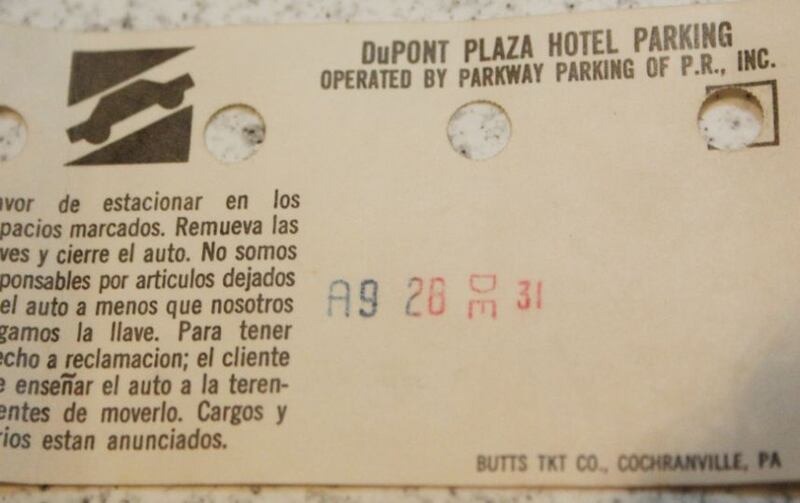 DuPONT PLAZA HOTEL PARKING
OPERATED BY PARKWAY PARKING OF P.R., INC.
avor de estacionar en los
pacios marcados. Remueva las
ves y cierre el auto. No somos
ponsables por articulos dejados
el auto a menos que nosotros
gamos la llave. Para tener
echo a reclamacion; el cliente
e enseñar el auto a la teren-
entes de moverlo. Cargos y
rios estan anunciados.
A9 28 DE 31
BUTTS TKT CO., COCHRANVILLE, PA